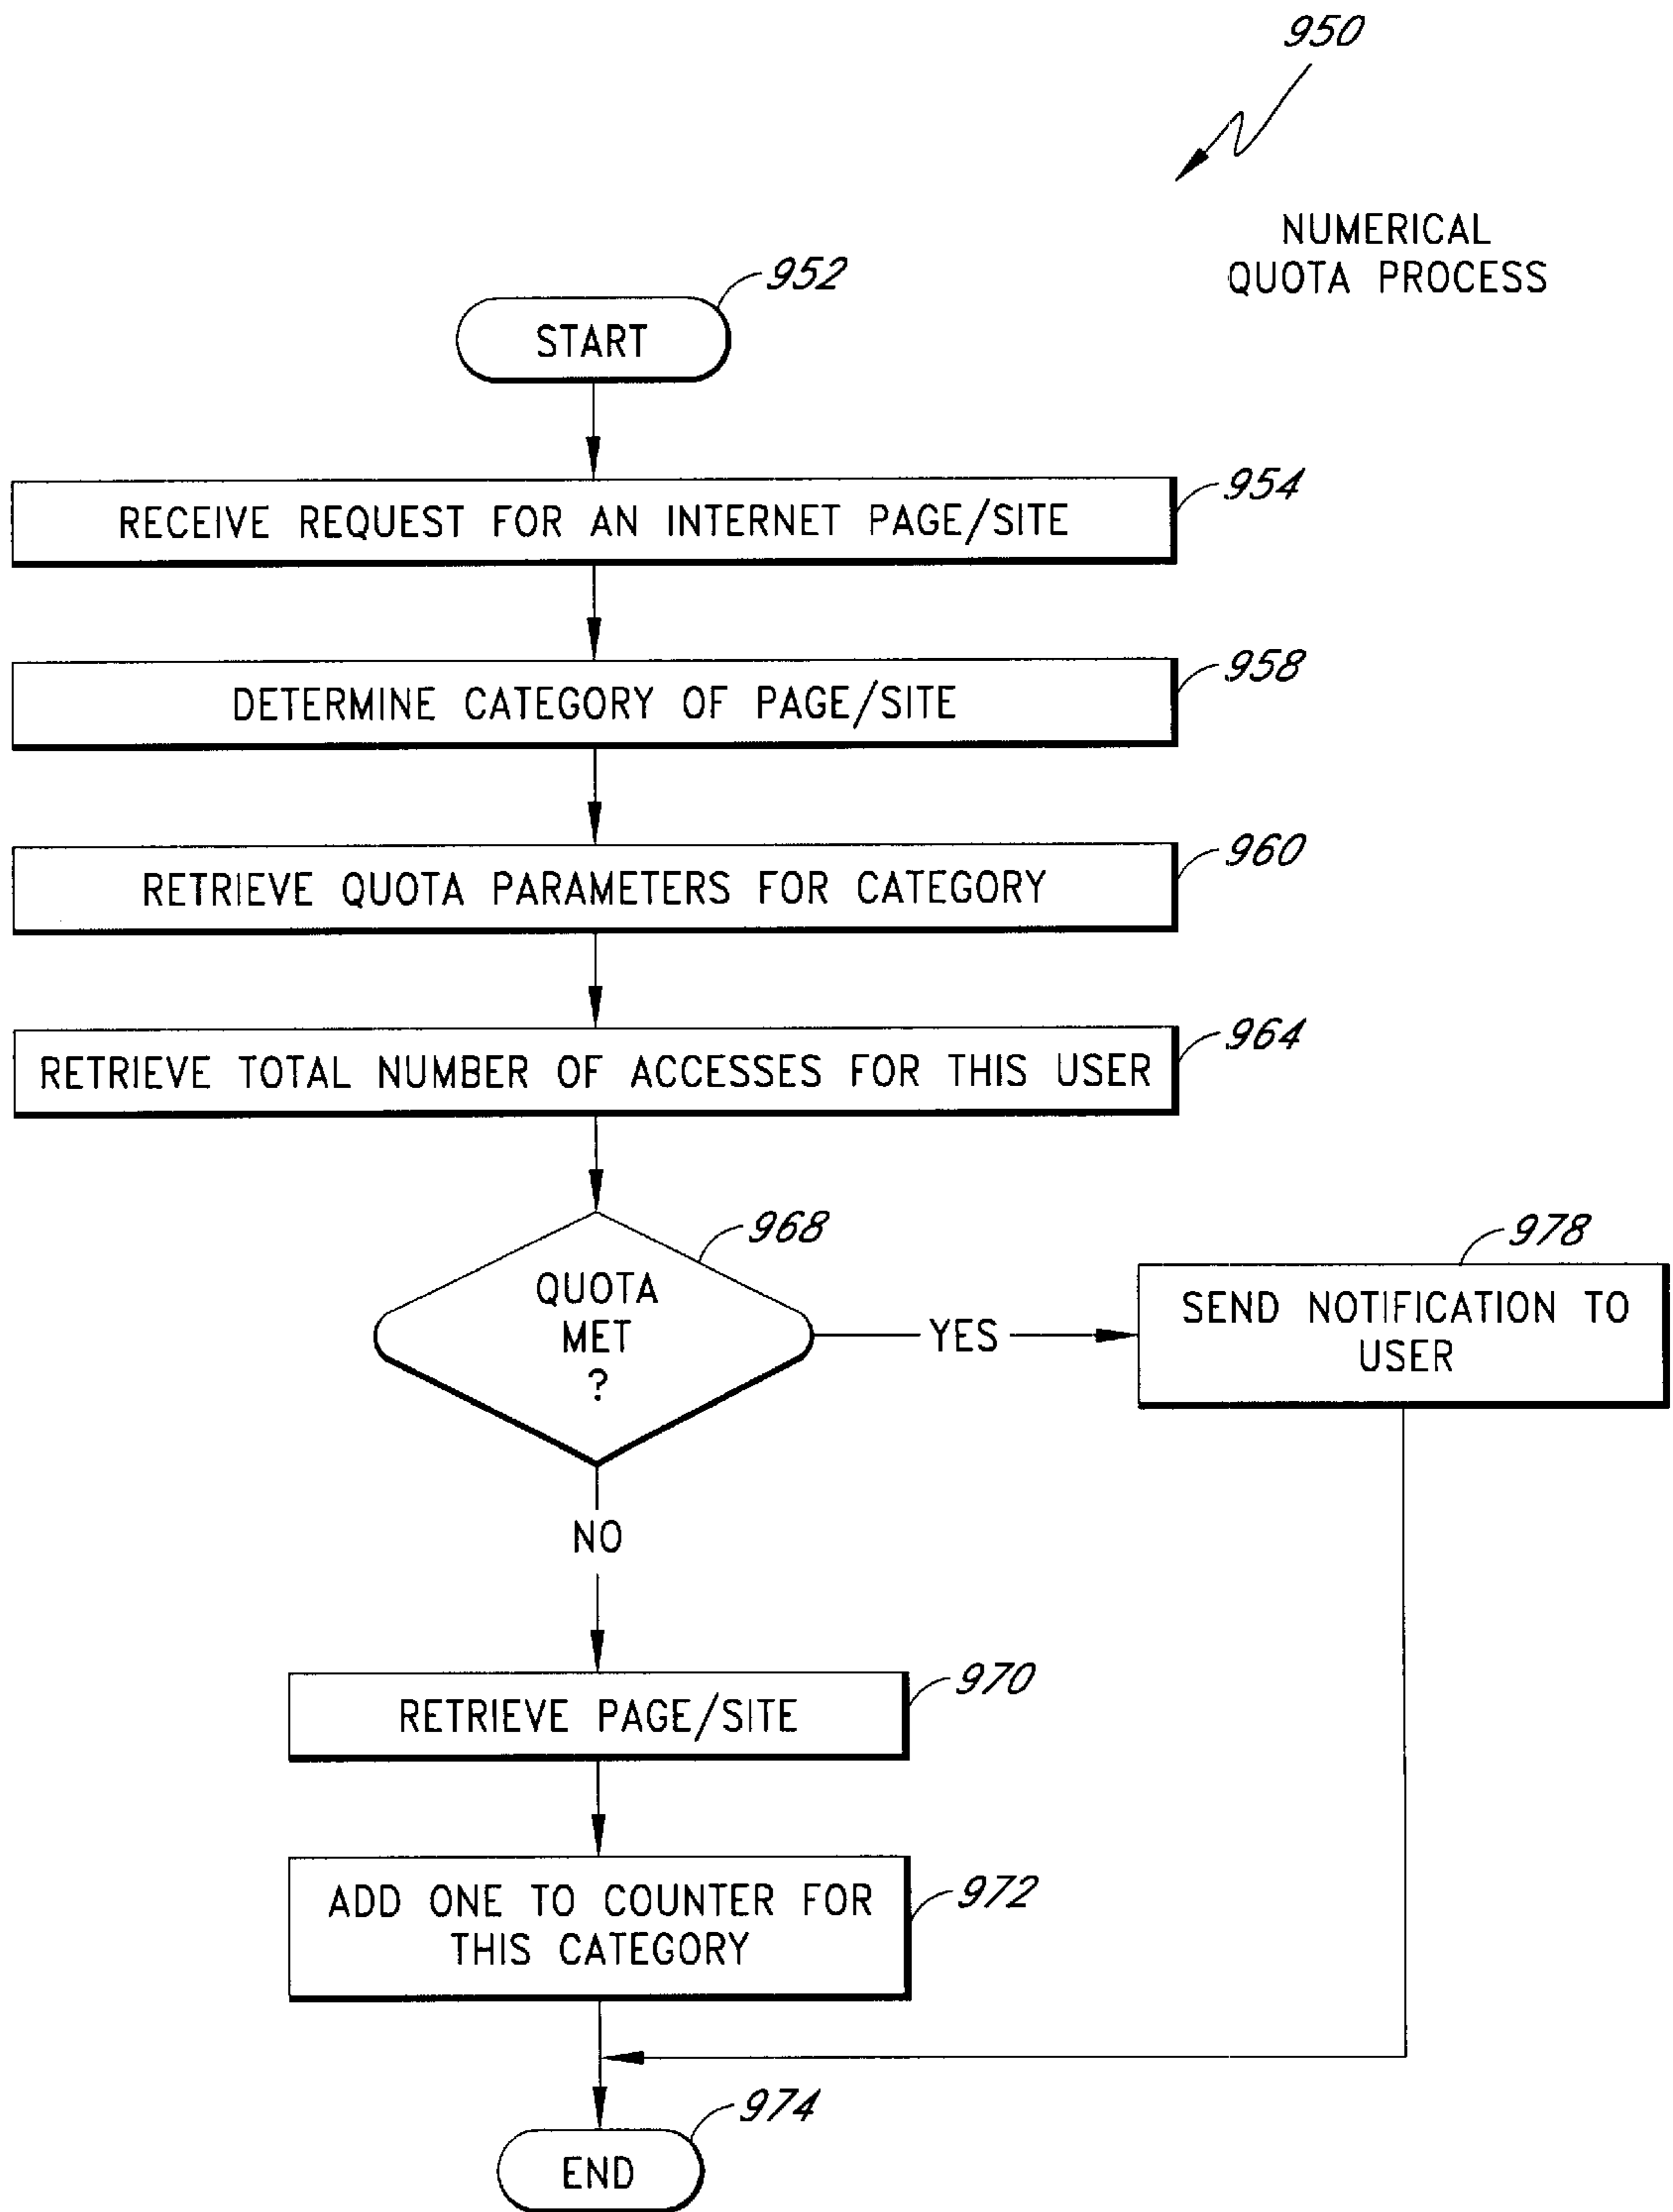 950
NUMERICAL
QUOTA PROCESS
952
START
954
RECEIVE REQUEST FOR AN INTERNET PAGE/SITE
958
DETERMINE CATEGORY OF PAGE/SITE
960
RETRIEVE QUOTA PARAMETERS FOR CATEGORY
964
RETRIEVE TOTAL NUMBER OF ACCESSES FOR THIS USER
968
QUOTA
MET
?
YES
978
SEND NOTIFICATION TO
USER
NO
970
RETRIEVE PAGE/SITE
972
ADD ONE TO COUNTER FOR
THIS CATEGORY
974
END